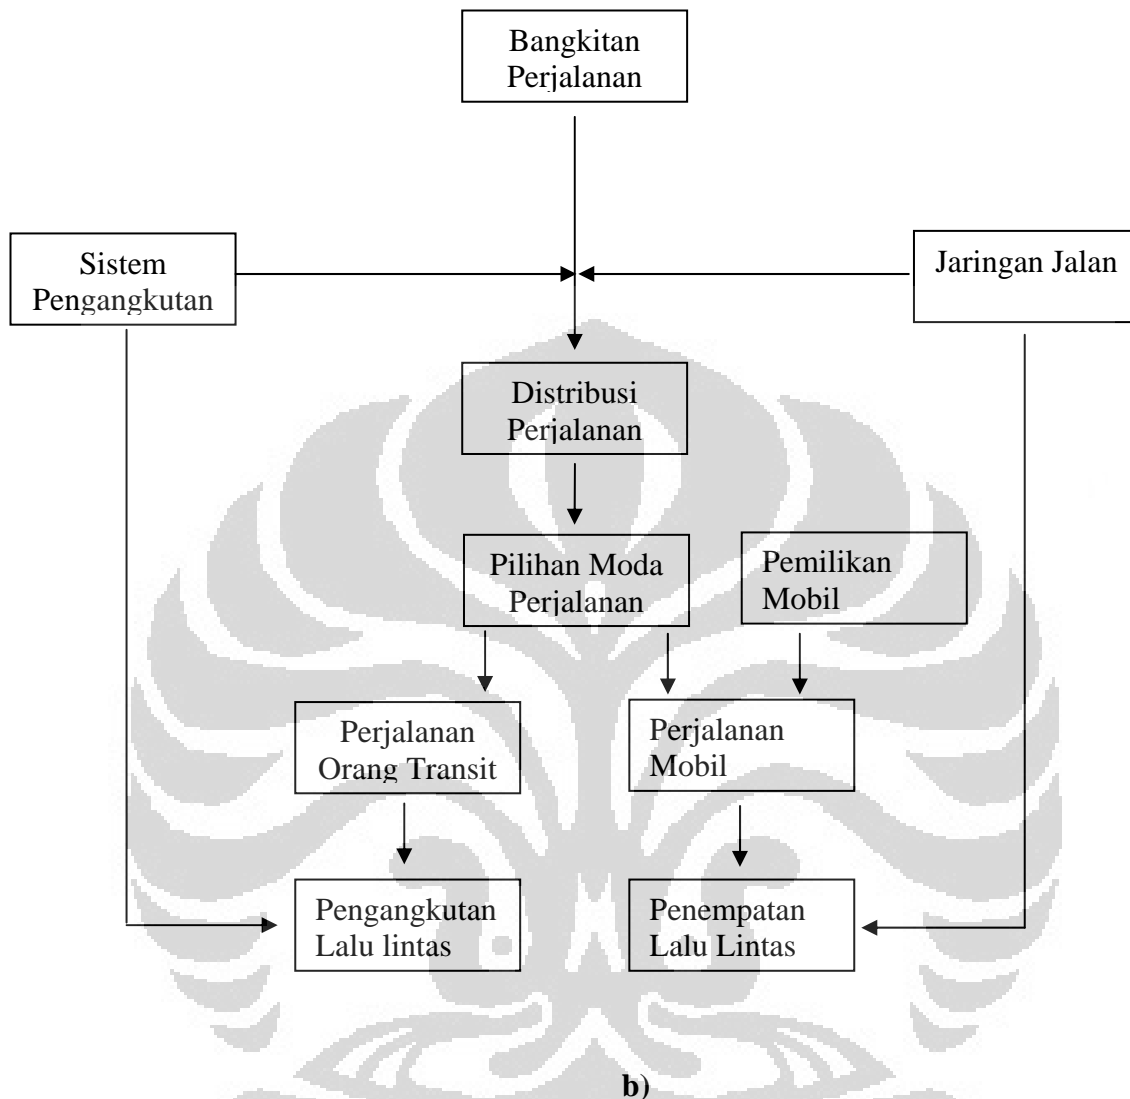 Bangkitan
Perjalanan
Sistem
Pengangkutan
Jaringan Jalan
Distribusi
Perjalanan
Pilihan Moda
Perjalanan
Pemilikan
Mobil
Perjalanan
Orang Transit
Perjalanan
Mobil
Pengangkutan
Lalu lintas
Penempatan
Lalu Lintas
b)